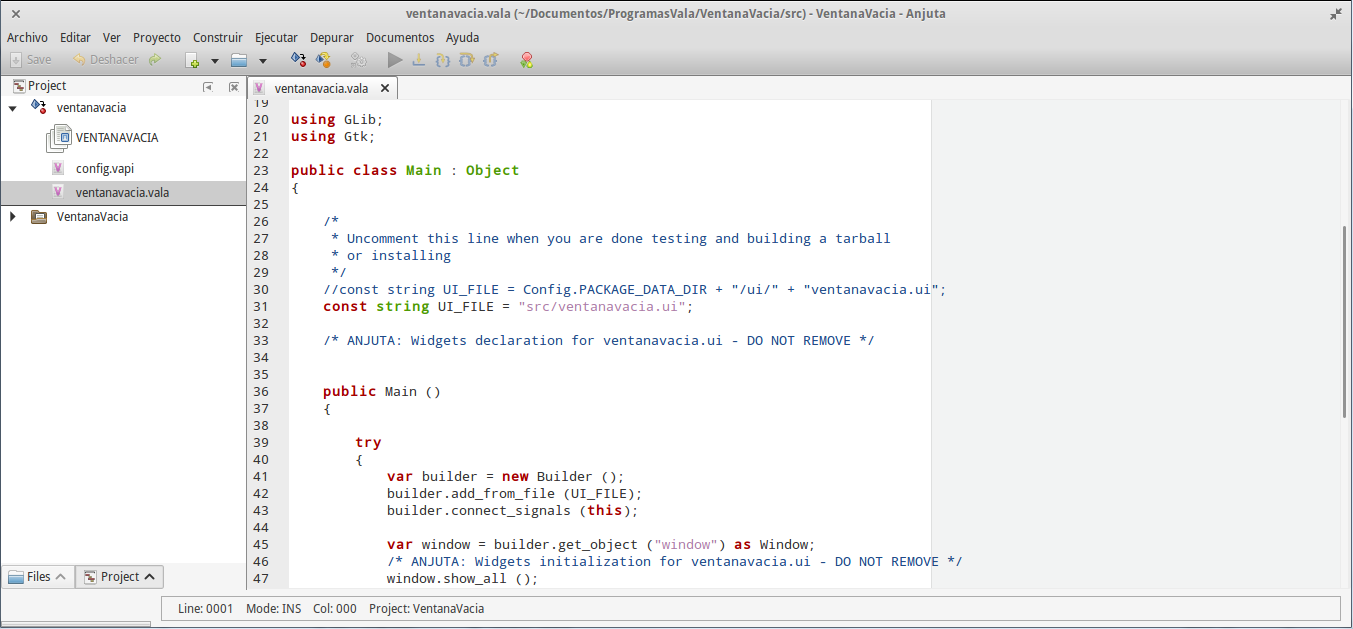 ventanavacia.vala (~/Documentos/ProgramasVala/VentanaVacia/src) - VentanaVacia - Anjuta
Archivo Editar Ver Proyecto Construir Ejecutar Depurar Documentos Ayuda
Save Deshacer
Project
ventanavacia
VENTANAVACIA
config.vapi
ventanavacia.vala
VentanaVacia
Files Project
ventanavacia.vala
19
20 using GLib;
21 using Gtk;
22
23 public class Main : Object
24 {
25
26 /*
27 * Uncomment this line when you are done testing and building a tarball
28 * or installing
29 */
30 //const string UI_FILE = Config.PACKAGE_DATA_DIR + "/ui/" + "ventanavacia.ui";
31 const string UI_FILE = "src/ventanavacia.ui";
32
33 /* ANJUTA: Widgets declaration for ventanavacia.ui - DO NOT REMOVE */
34
35
36 public Main ()
37 {
38
39 try
40 {
41 var builder = new Builder ();
42 builder.add_from_file (UI_FILE);
43 builder.connect_signals (this);
44
45 var window = builder.get_object ("window") as Window;
46 /* ANJUTA: Widgets initialization for ventanavacia.ui - DO NOT REMOVE */
47 window.show_all ();
Line: 0001 Mode: INS Col: 000 Project: VentanaVacia